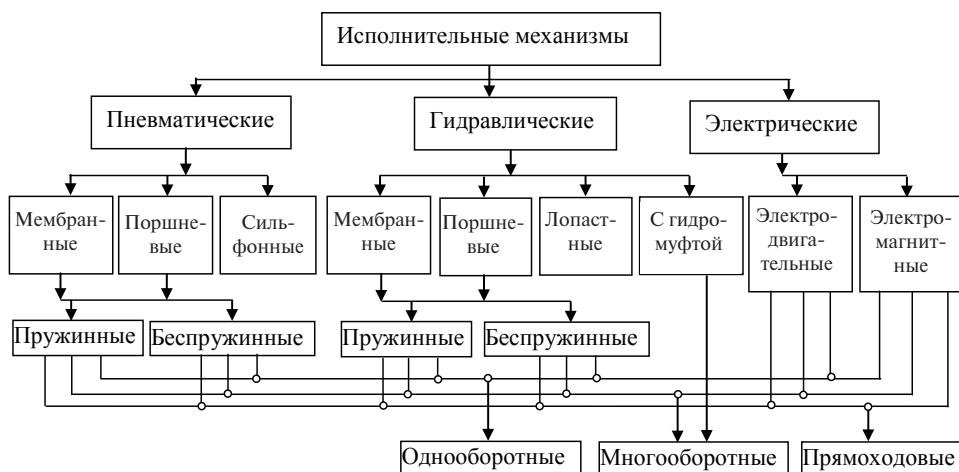 Исполнительные механизмы
Пневматические
Гидравлические
Электрические
Мембран-
ные
Поршне-
вые
Силь-
фонные
Мембран-
ные
Поршне-
вые
Лопаст-
ные
С гидро-
муфтой
Электро-
двига-
тельные
Электро-
магнит-
ные
Пружинные
Беспружинные
Пружинные
Беспружинные
Однооборотные
Многооборотные
Прямоходовые